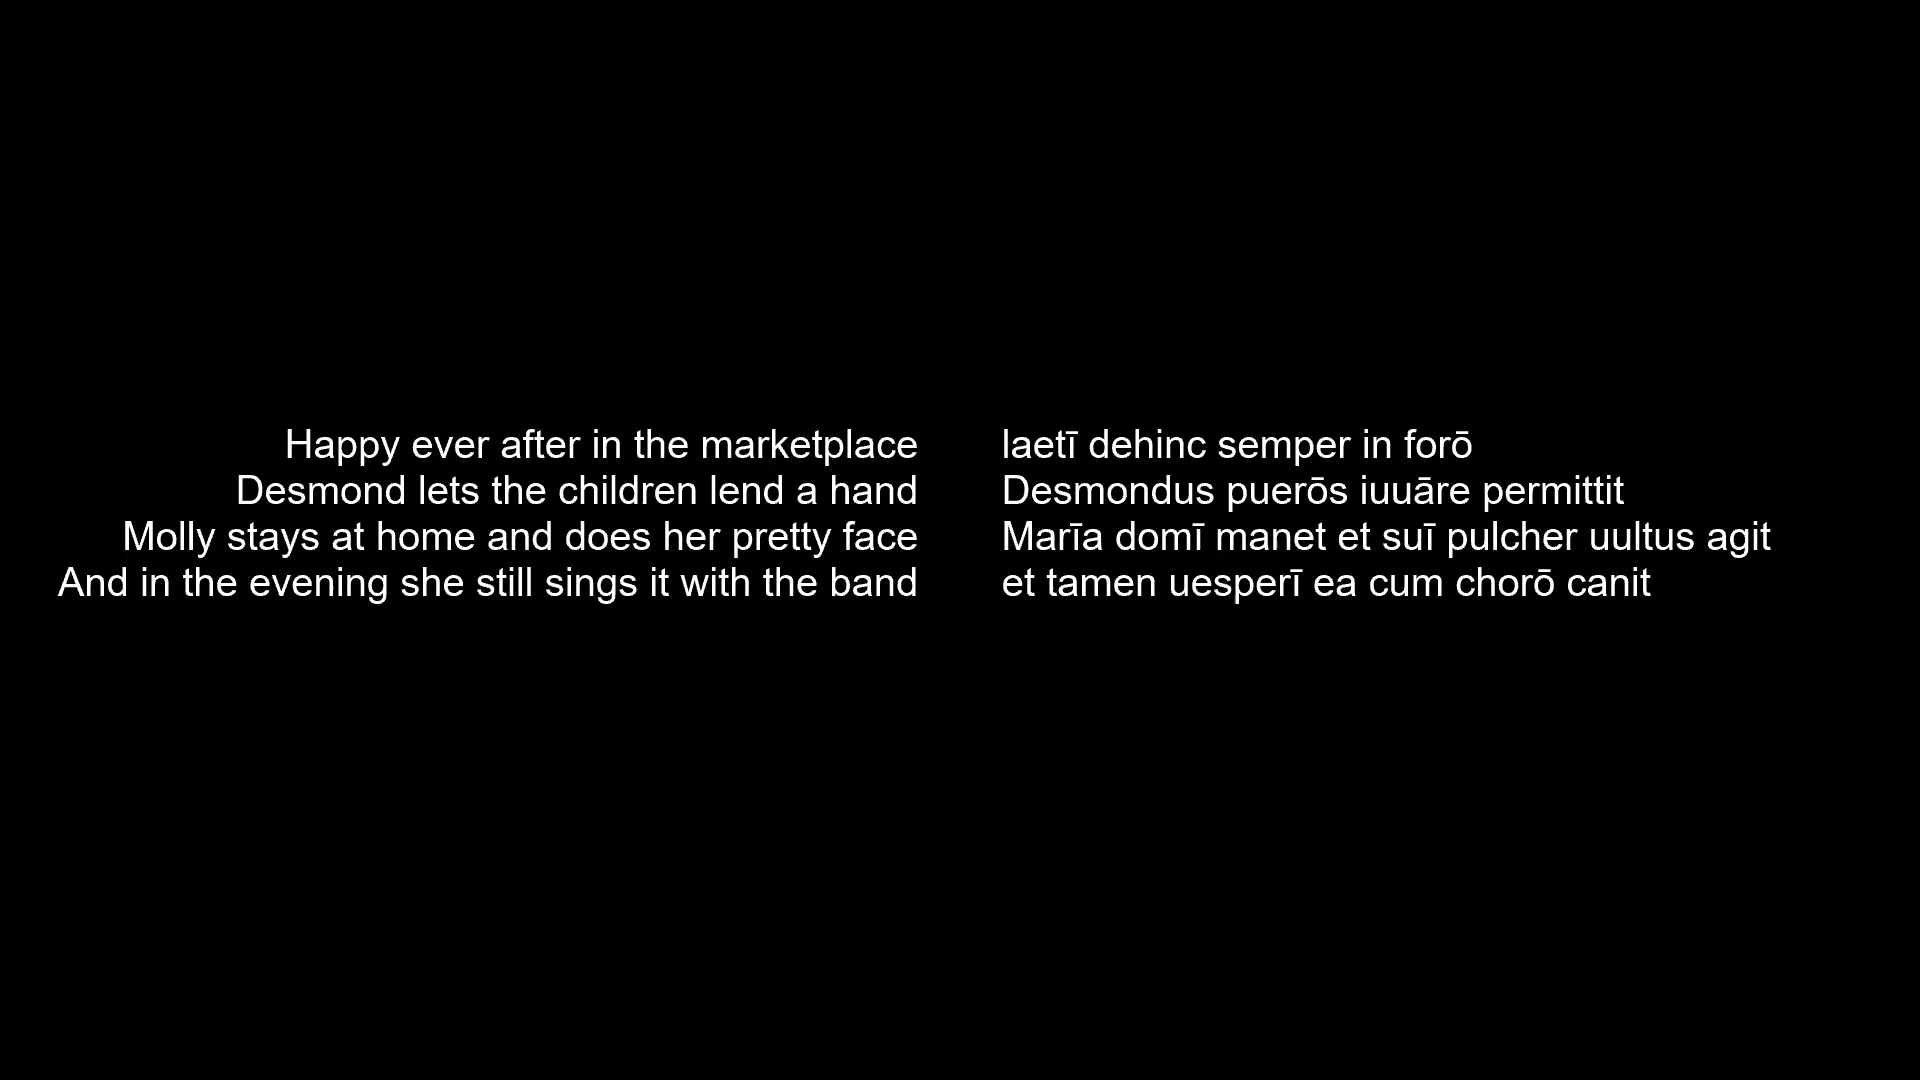 Happy ever after in the marketplace
Desmond lets the children lend a hand
Molly stays at home and does her pretty face
And in the evening she still sings it with the band
laetī dehinc semper in forō
Desmondus puerōs iuuāre permittit
Marīa domī manet et suī pulcher uultus agit
et tamen uesperī ea cum chorō canit